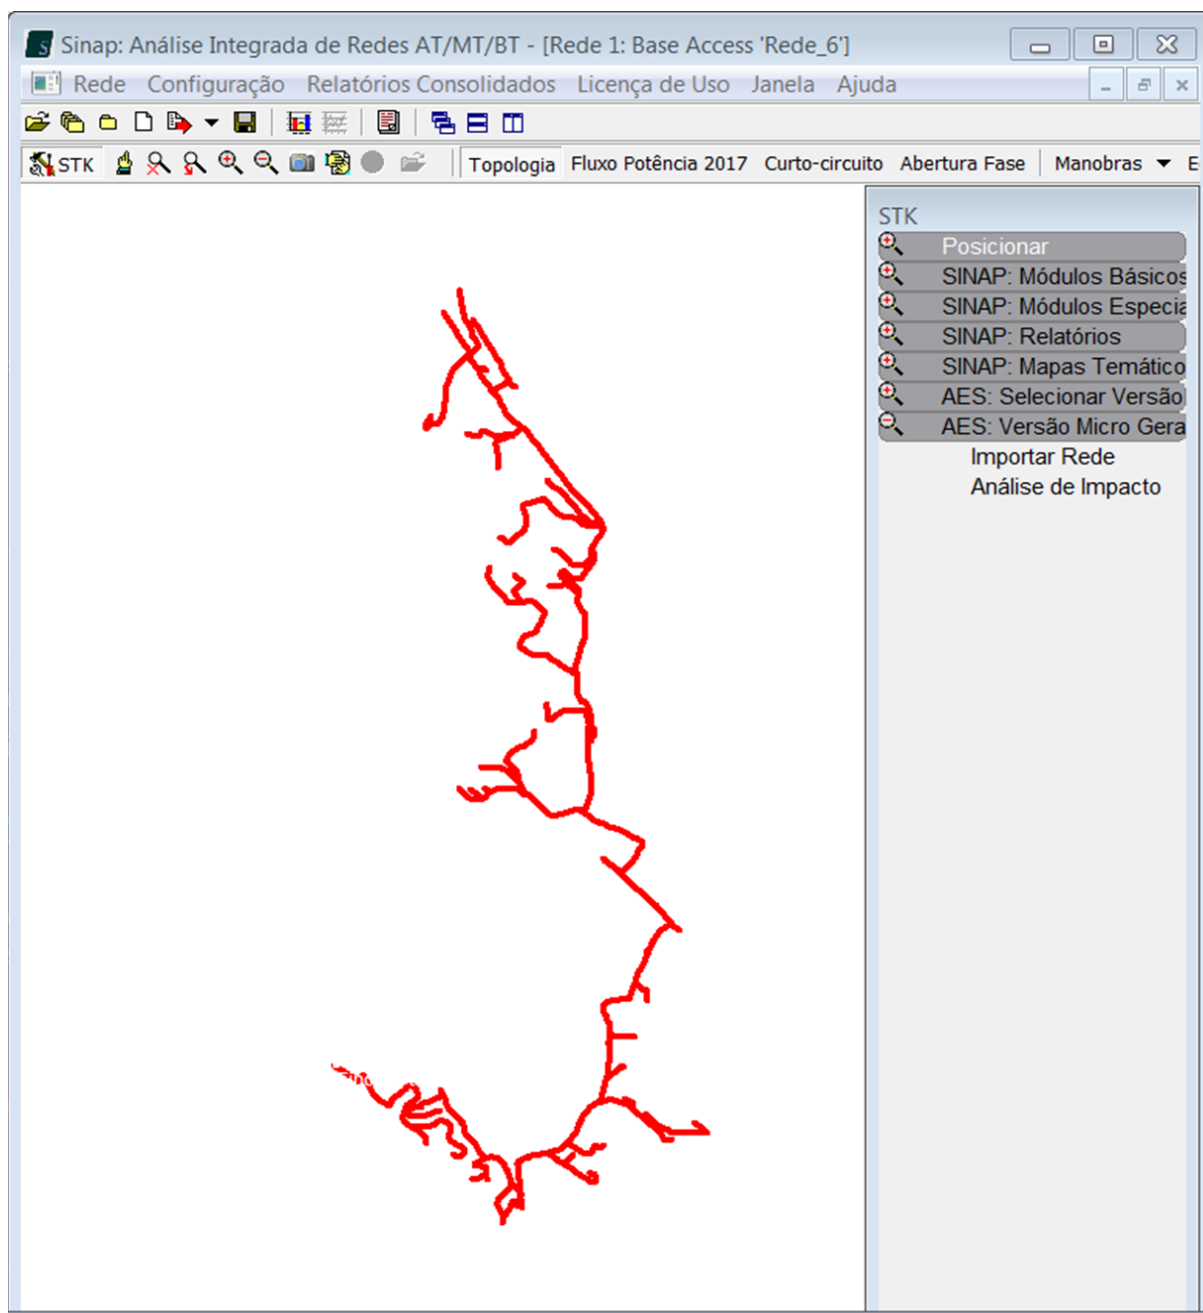 Sinap: Análise Integrada de Redes AT/MT/BT - [Rede 1: Base Access 'Rede_6']
Rede Configuração Relatórios Consolidados Licença de Uso Janela Ajuda
STK Topologia Fluxo Potência 2017 Curto-circuito Abertura Fase Manobras E
STK
Posicionar
SINAP: Módulos Básicos
SINAP: Módulos Especia
SINAP: Relatórios
SINAP: Mapas Temático
AES: Selecionar Versão
AES: Versão Micro Gera
Importar Rede
Análise de Impacto